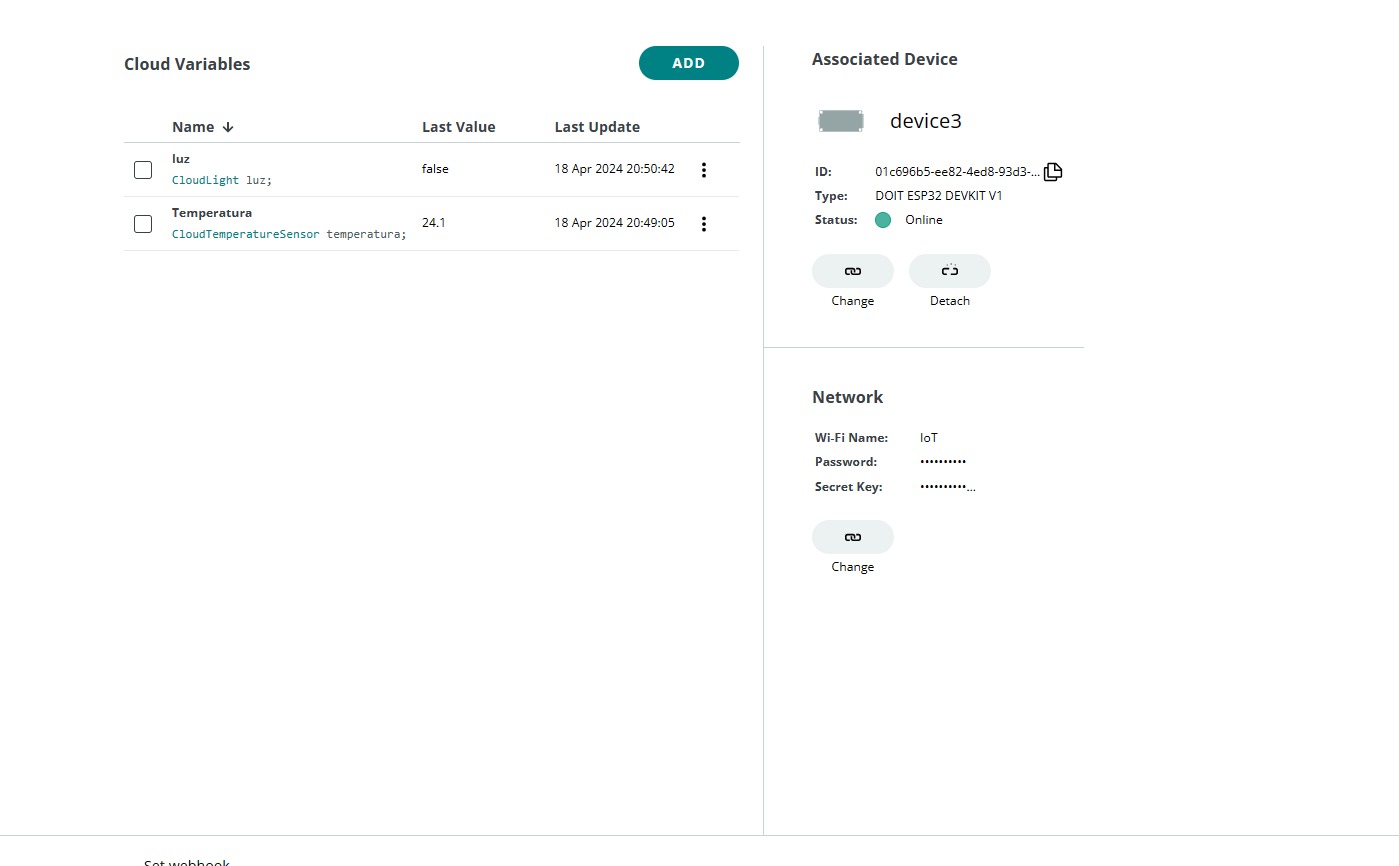 Cloud Variables
ADD
Name Last Value Last Update
luz
CloudLight luz;
false
18 Apr 2024 20:50:42
Temperatura
CloudTemperatureSensor temperatura;
24.1
18 Apr 2024 20:49:05
Associated Device
device3
ID: 01c696b5-ee82-4ed8-93d3-...
Type: DOIT ESP32 DEVKIT V1
Status: Online
Change Detach
Network
Wi-Fi Name: IoT
Password: ••••••••••
Secret Key: ••••••••••...
Change
Set webhook